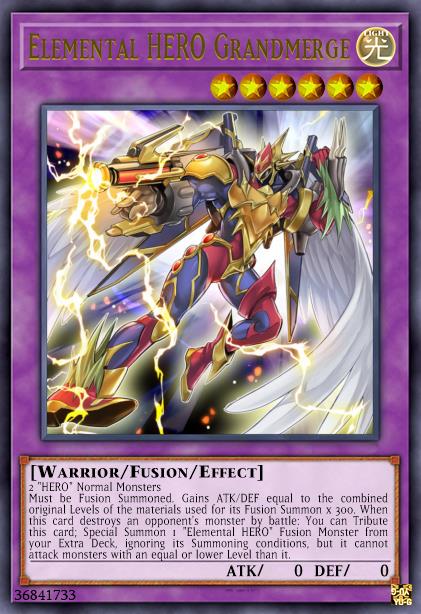 Elemental HERO Grandmerge
LIGHT
光
[Warrior/Fusion/Effect]
2 "HERO" Normal Monsters
Must be Fusion Summoned. Gains ATK/DEF equal to the combined
original Levels of the materials used for its Fusion Summon x 300. When
this card destroys an opponent's monster by battle: You can Tribute
this card; Special Summon 1 "Elemental HERO" Fusion Monster from
your Extra Deck, ignoring its Summoning conditions, but it cannot
attack monsters with an equal or lower Level than it.
ATK/ 0 DEF/ 0
36841733